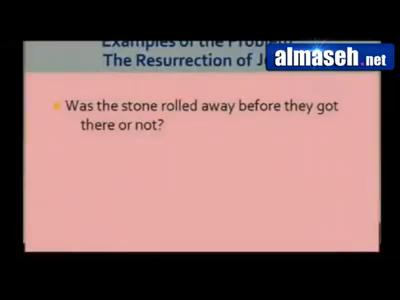 almaseh.net
Examples of the Problem
The Resurrection of
Was the stone rolled away before they got
there or not?